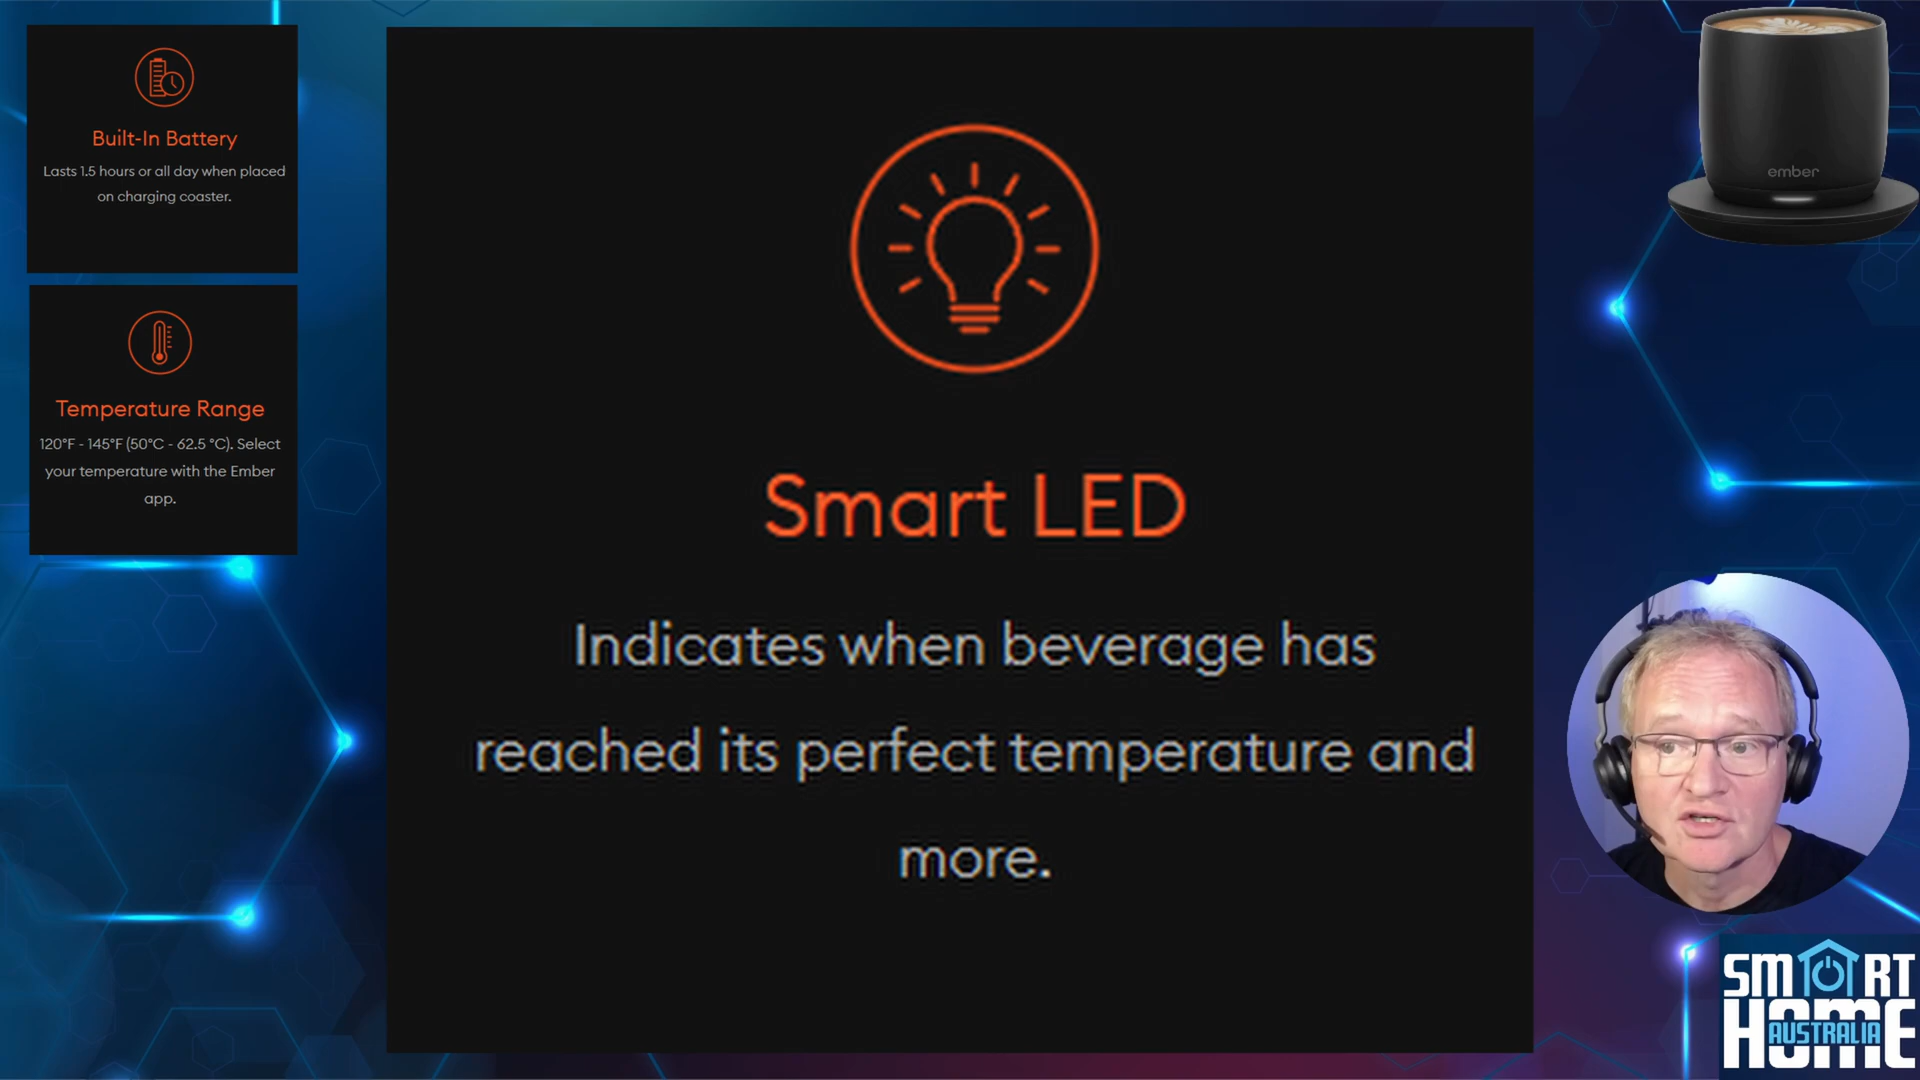 Built-In Battery
Lasts 1.5 hours or all day when placed
on charging coaster.
Temperature Range
120°F - 145°F (50°C - 62.5 °C). Select
your temperature with the Ember
app.
Smart LED
Indicates when beverage has
reached its perfect temperature and
more.
ember
SMART
HOME
AUSTRALIA